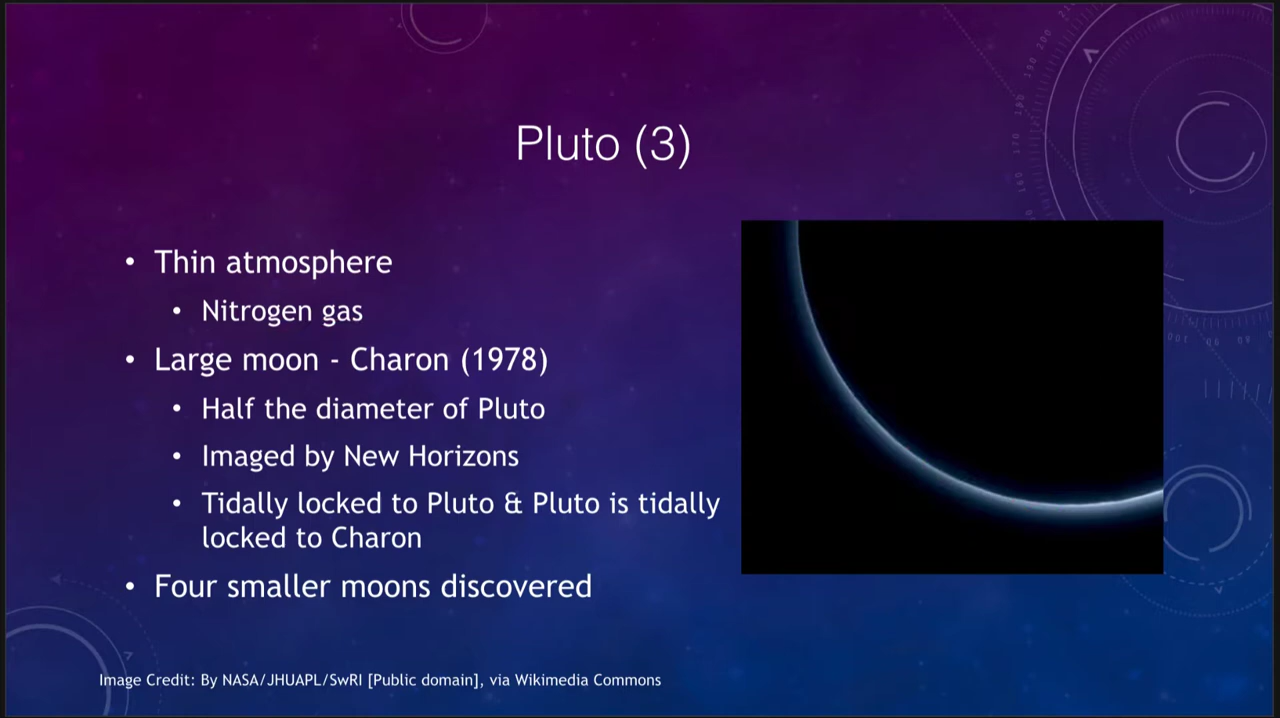 Pluto (3)
• Thin atmosphere
• Nitrogen gas
• Large moon - Charon (1978)
• Half the diameter of Pluto
• Imaged by New Horizons
• Tidally locked to Pluto & Pluto is tidally
locked to Charon
• Four smaller moons discovered
Image Credit: By NASA/JHUAPL/SwRI [Public domain], via Wikimedia Commons